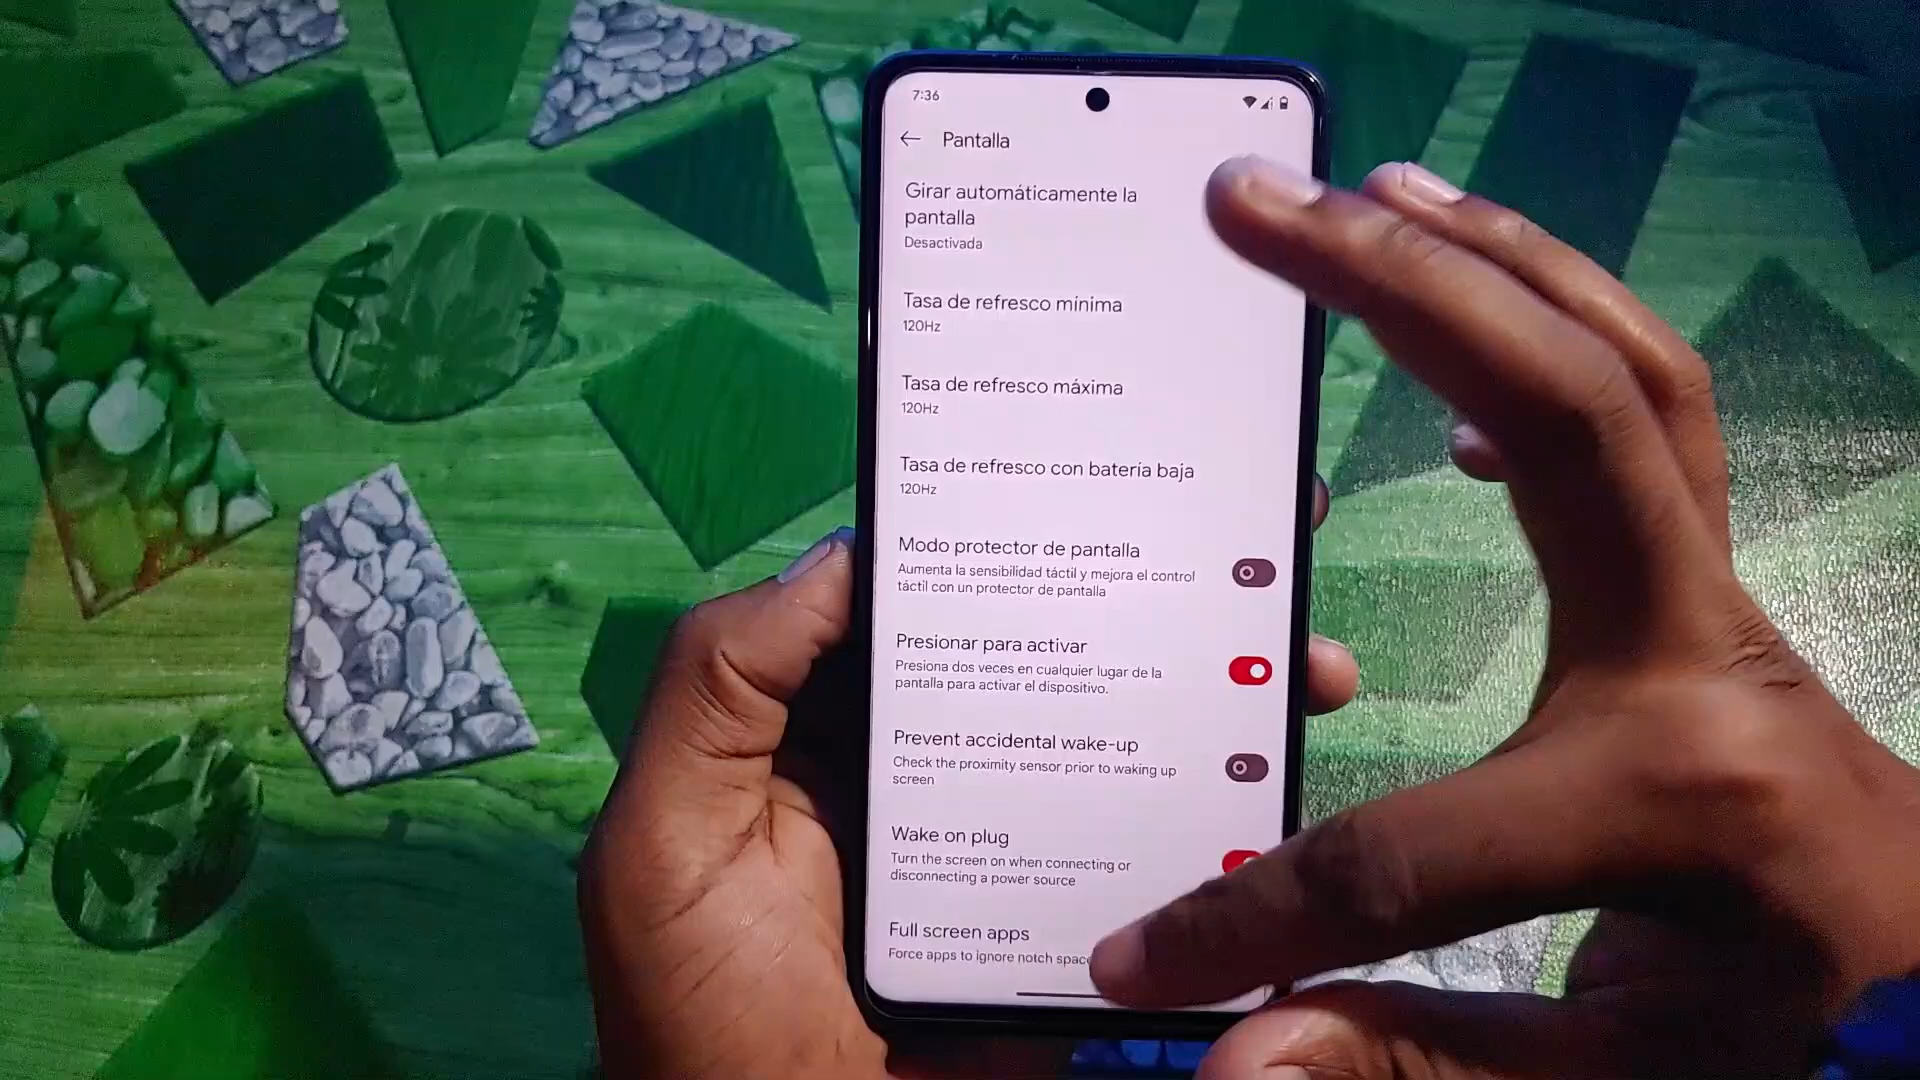 7:36
Pantalla
Girar automáticamente la
pantalla
Desactivada
Tasa de refresco mínima
120Hz
Tasa de refresco máxima
120Hz
Tasa de refresco con batería baja
120Hz
Modo protector de pantalla
Aumenta la sensibilidad táctil y mejora el control
táctil con un protector de pantalla
Presionar para activar
Presiona dos veces en cualquier lugar de la
pantalla para activar el dispositivo.
Prevent accidental wake-up
Check the proximity sensor prior to waking up
screen
Wake on plug
Turn the screen on when connecting or
disconnecting a power source
Full screen apps
Force apps to ignore notch space